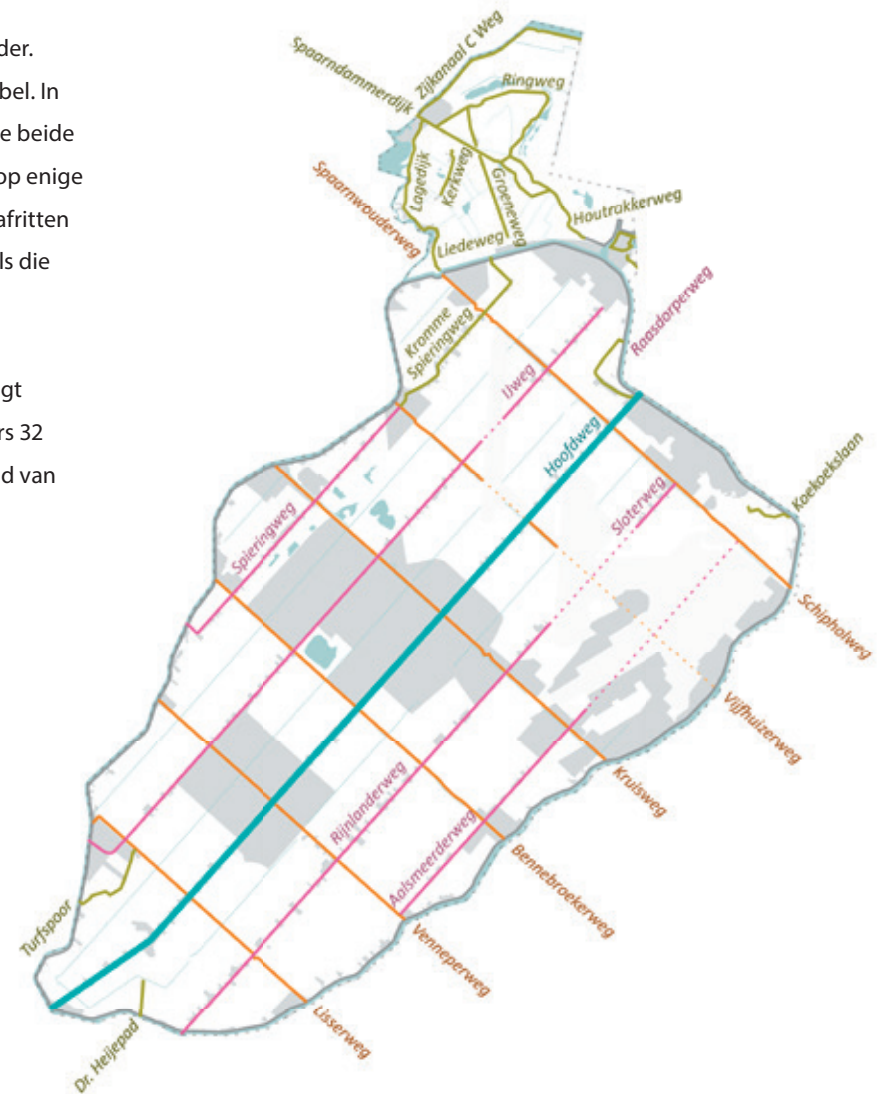 der.
bel. In
e beide
op enige
afritten
ls die
gt
rs 32
d van
Spaarndammerdijk
Zijkanaal C Weg
Ringweg
Lagedijk
Kerkweg
Groeneweg
Houtrakkerweg
Spaarnwouderweg
Liedeweg
Kromme
Spieringweg
Raasdorperweg
IJweg
Hoofdweg
Sloterweg
Koekoekslaan
Spieringweg
Schipholweg
Vijfhuizerweg
Kruisweg
Rijnlanderweg
Aalsmeerderweg
Bennebroekerweg
Venneperweg
Turfspoor
Lisserweg
Dr. Heijepad